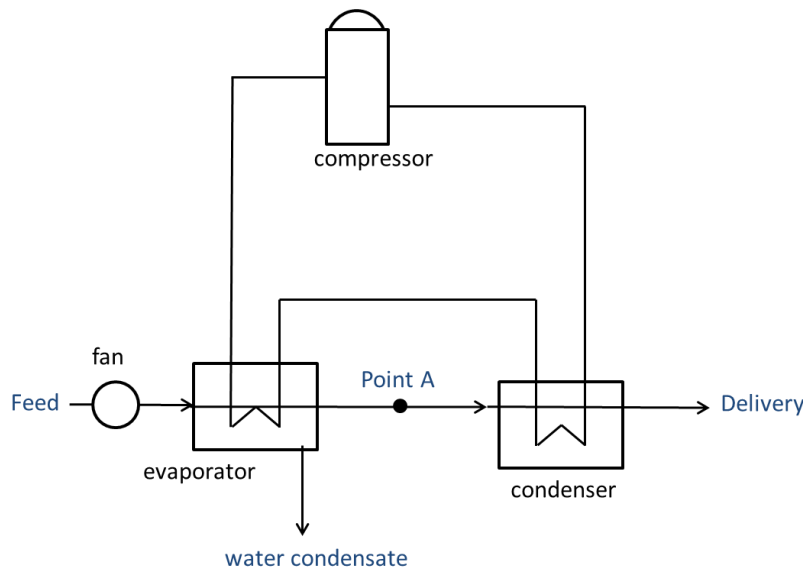 compressor
fan
Point A
Feed
Delivery
evaporator
condenser
water condensate